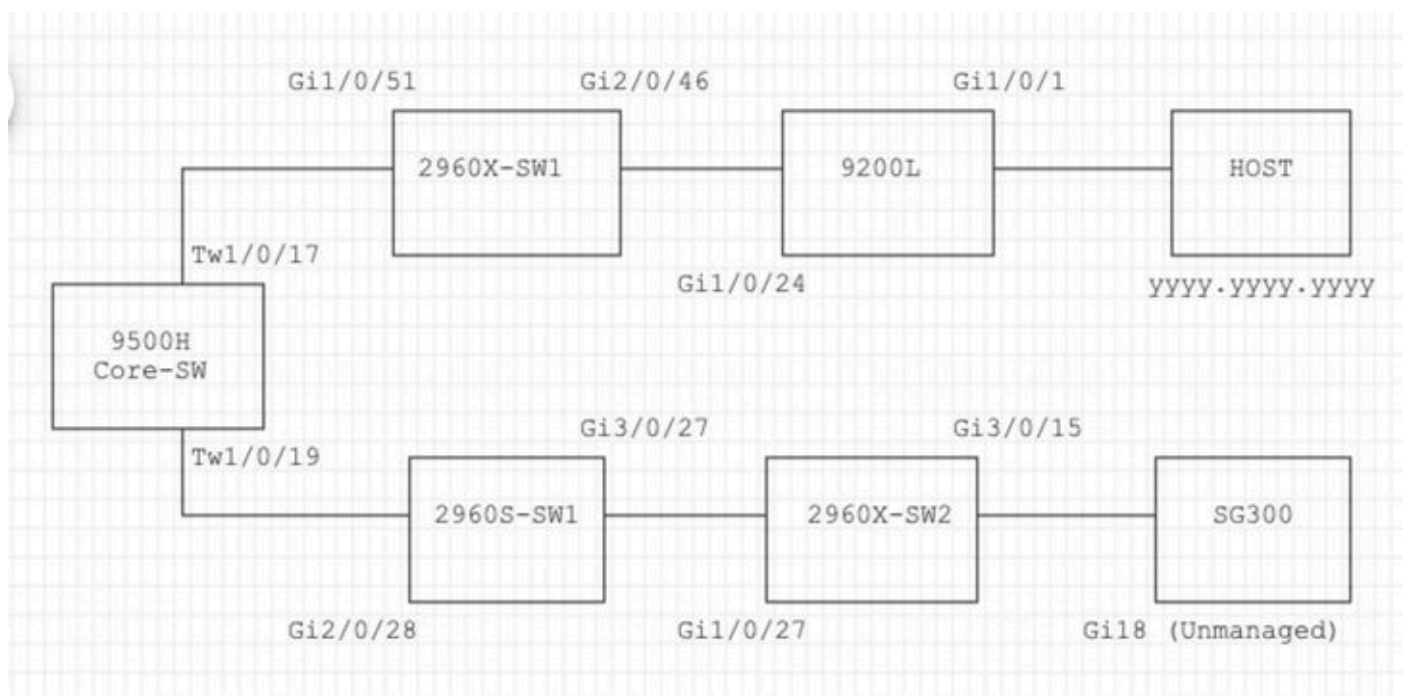 Gi1/0/51
Gi2/0/46
Gi1/0/1
2960X-SW1
9200L
HOST
Tw1/0/17
Gi1/0/24
yyyy.yyyy.yyyy
9500H
Core-SW
Gi3/0/27
Gi3/0/15
Tw1/0/19
2960S-SW1
2960X-SW2
SG300
Gi2/0/28
Gi1/0/27
Gi18 (Unmanaged)